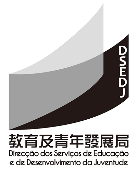 DSEDJ
教育及青年發展局
Direcção dos Serviços de Educação
e de Desenvolvimento da Juventude